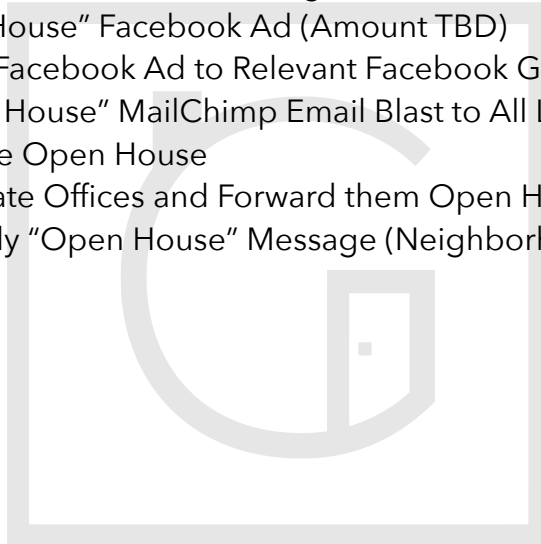 House” Facebook Ad (Amount TBD)
Facebook Ad to Relevant Facebook G
House” MailChimp Email Blast to All L
e Open House
ate Offices and Forward them Open H
ly “Open House” Message (Neighborh